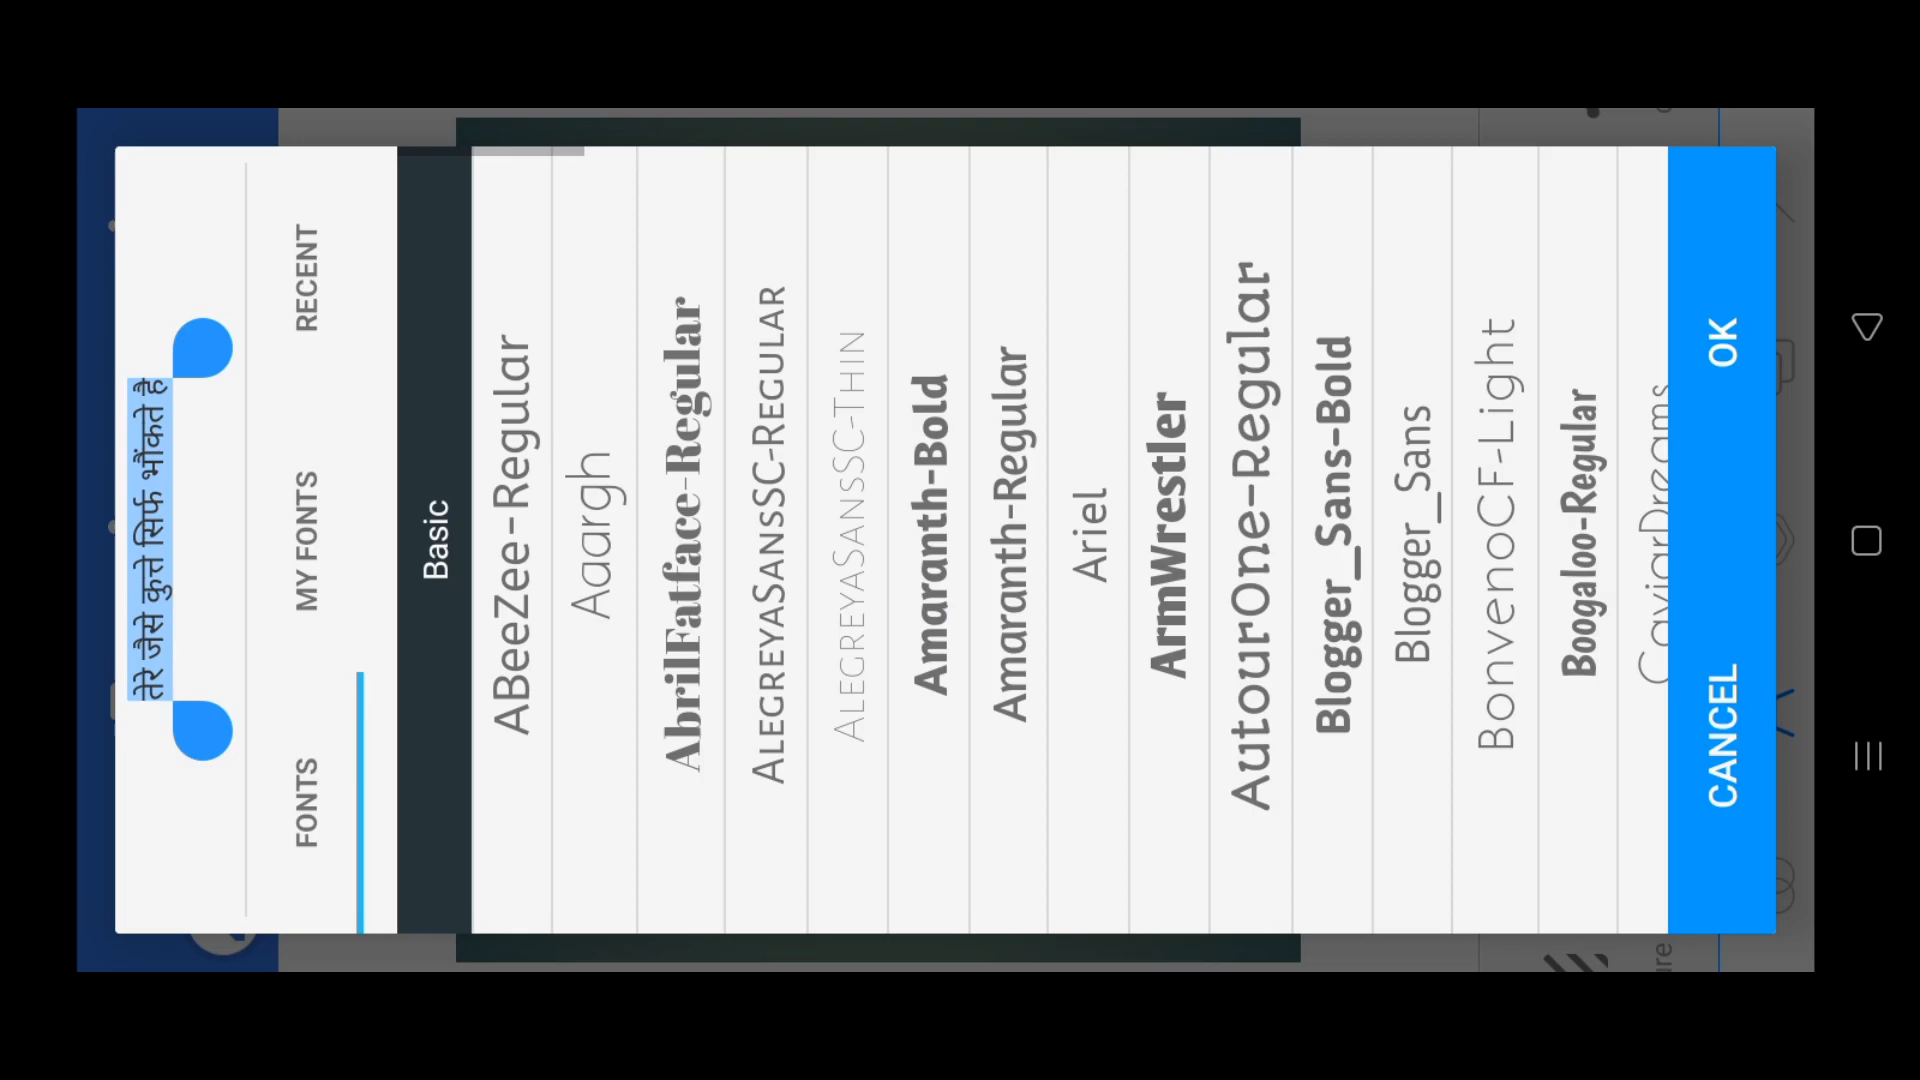 तेरे जैसे कुत्ते सिर्फ भौंकते है
FONTS MY FONTS RECENT
Basic
ABeeZee-Regular
Aaargh
AbrilFatface-Regular
AlegreyaSansSC-Regular
AlegreyaSansSC-Thin
Amaranth-Bold
Amaranth-Regular
Ariel
ArmWrestler
AutourOne-Regular
Blogger_Sans-Bold
Blogger_Sans
BonvenoCF-Light
Boogaloo-Regular
CaviarDreams
CANCEL OK